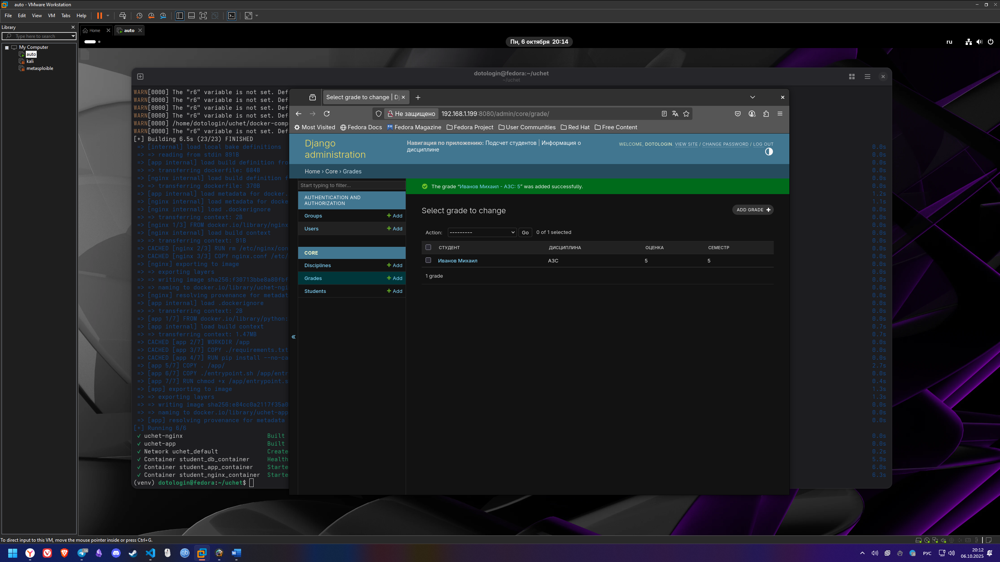 auto - VMware Workstation
File Edit View VM Tabs Help
Library
Type here to search
My Computer
auto
kali
metasploible
Home
auto
Пн, 6 октября 20:14
ru
dotologin@fedora:~/uchet
~/uchet
WARN[0000] The "r6" variable is not set. Def
WARN[0000] The "r6" variable is not set. Def
WARN[0000] The "r6" variable is not set. Def
WARN[0000] The "r6" variable is not set. Def
WARN[0000] /home/dotologin/uchet/docker-comp
WARN[0000] The "r6" variable is not set. Def
[+] Building 6.5s (23/23) FINISHED
=> [internal] load local bake definitions 0.0s
=> => reading from stdin 891B 0.0s
=> [app internal] load build definition fro 0.0s
=> => transferring dockerfile: 684B 0.0s
=> [nginx internal] load build definition f 0.0s
=> => transferring dockerfile: 370B 0.0s
=> [app internal] load metadata for docker. 1.2s
=> [nginx internal] load metadata for docke 1.1s
=> [nginx internal] load .dockerignore 0.0s
=> => transferring context: 2B 0.0s
=> [nginx 1/3] FROM docker.io/library/nginx 0.0s
=> [nginx internal] load build context 0.0s
=> => transferring context: 91B 0.0s
=> CACHED [nginx 2/3] RUN rm /etc/nginx/con 0.0s
=> CACHED [nginx 3/3] COPY nginx.conf /etc/ 0.0s
=> [nginx] exporting to image 0.0s
=> => exporting layers 0.0s
=> => writing image sha256:f30713bbe8a80fbf 0.0s
=> => naming to docker.io/library/uchet-ngi 0.0s
=> [nginx] resolving provenance for metadat 0.0s
=> [app internal] load .dockerignore 0.0s
=> => transferring context: 2B 0.0s
=> [app 1/7] FROM docker.io/library/python: 0.0s
=> [app internal] load build context 0.7s
=> => transferring context: 1.47MB 0.7s
=> CACHED [app 2/7] WORKDIR /app 0.0s
=> CACHED [app 3/7] COPY ./requirements.txt 0.0s
=> CACHED [app 4/7] RUN pip install --no-ca 0.0s
=> [app 5/7] COPY . /app/ 2.7s
=> [app 6/7] COPY ./entrypoint.sh /app/entr 0.0s
=> [app 7/7] RUN chmod +x /app/entrypoint.s 0.4s
=> [app] exporting to image 1.3s
=> => exporting layers 1.3s
=> => writing image sha256:e84cc0a2117f35a0 0.0s
=> => naming to docker.io/library/uchet-app 0.0s
=> [app] resolving provenance for metadata 0.0s
[+] Running 6/6
✓ uchet-nginx Built 0.0s
✓ uchet-app Built 0.0s
✓ Network uchet_default Create 0.2s
✓ Container student_db_container Health 5.9s
✓ Container student_app_container Starte 6.0s
✓ Container student_nginx_container Starte 6.3s
(venv) dotologin@fedora:~/uchet$
Select grade to change | Dj
Не защищено 192.168.1.199:8080/admin/core/grade/
Most Visited Fedora Docs Fedora Magazine Fedora Project User Communities Red Hat Free Content
Django administration
Навигация по приложению: Подсчет студентов | Информация о
дисциплине
WELCOME, DOTOLOGIN. VIEW SITE / CHANGE PASSWORD / LOG OUT
Home › Core › Grades
Start typing to filter...
AUTHENTICATION AND
AUTHORIZATION
Groups + Add
Users + Add
CORE
Disciplines + Add
Grades + Add
Students + Add
«
The grade “Иванов Михаил - АЗС: 5” was added successfully.
Select grade to change
ADD GRADE +
Action: --------- Go 0 of 1 selected
СТУДЕНТ ДИСЦИПЛИНА ОЦЕНКА СЕМЕСТР
Иванов Михаил АЗС 5 5
1 grade
To direct input to this VM, move the mouse pointer inside or press Ctrl+G.
56
qb
РУС
20:12
06.10.2025